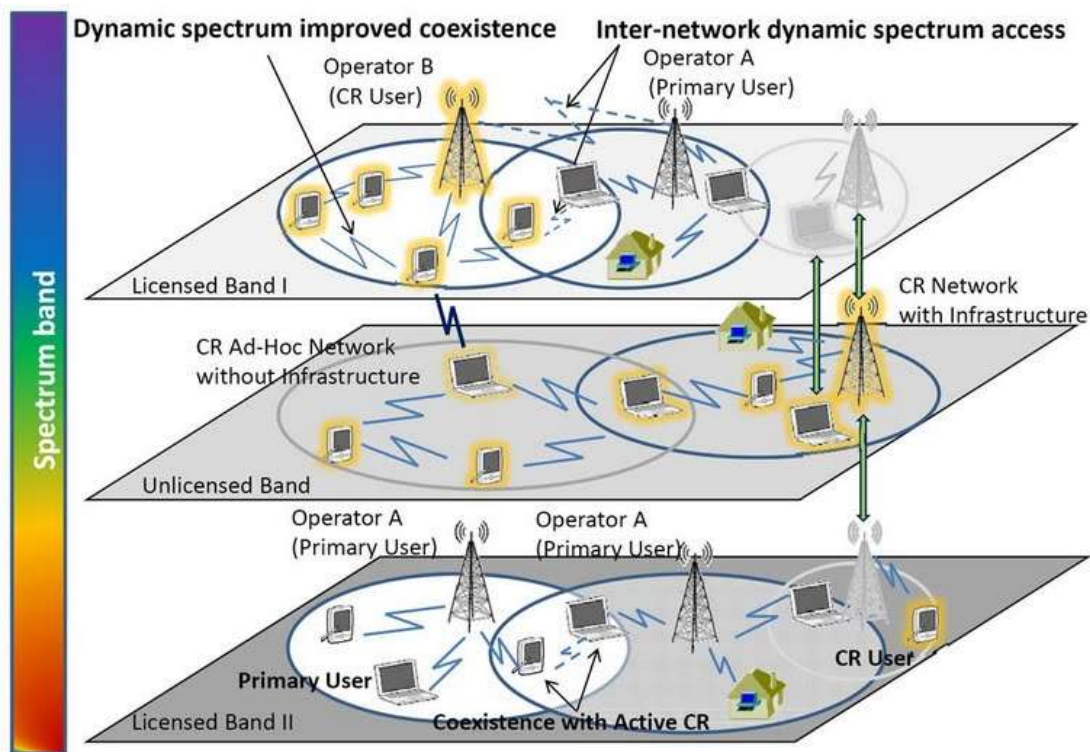 Dynamic spectrum improved coexistence
Inter-network dynamic spectrum access
Operator B
(CR User)
Operator A
(Primary User)
Licensed Band I
Spectrum band
CR Network
with Infrastructure
CR Ad-Hoc Network
without Infrastructure
Unlicensed Band
Operator A
(Primary User)
Operator A
(Primary User)
CR User
Primary User
Licensed Band II
Coexistence with Active CR